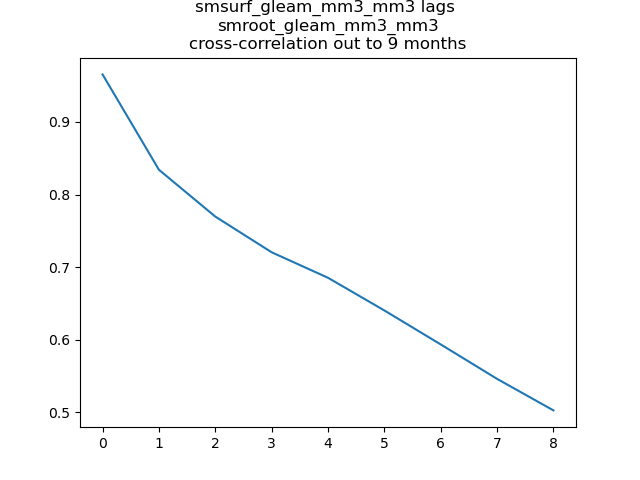 smsurf_gleam_mm3_mm3 lags
smroot_gleam_mm3_mm3
cross-correlation out to 9 months
0.9
0.8
0.7
0.6
0.5
0 1 2 3 4 5 6 7 8